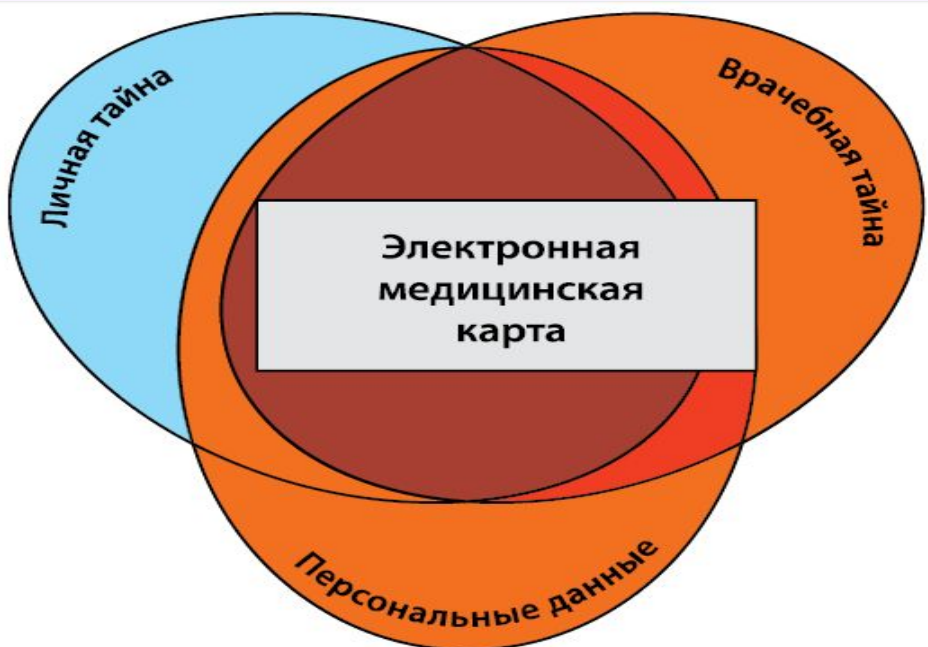 Личная тайна
Врачебная тайна
Электронная
медицинская
карта
Персональные данные